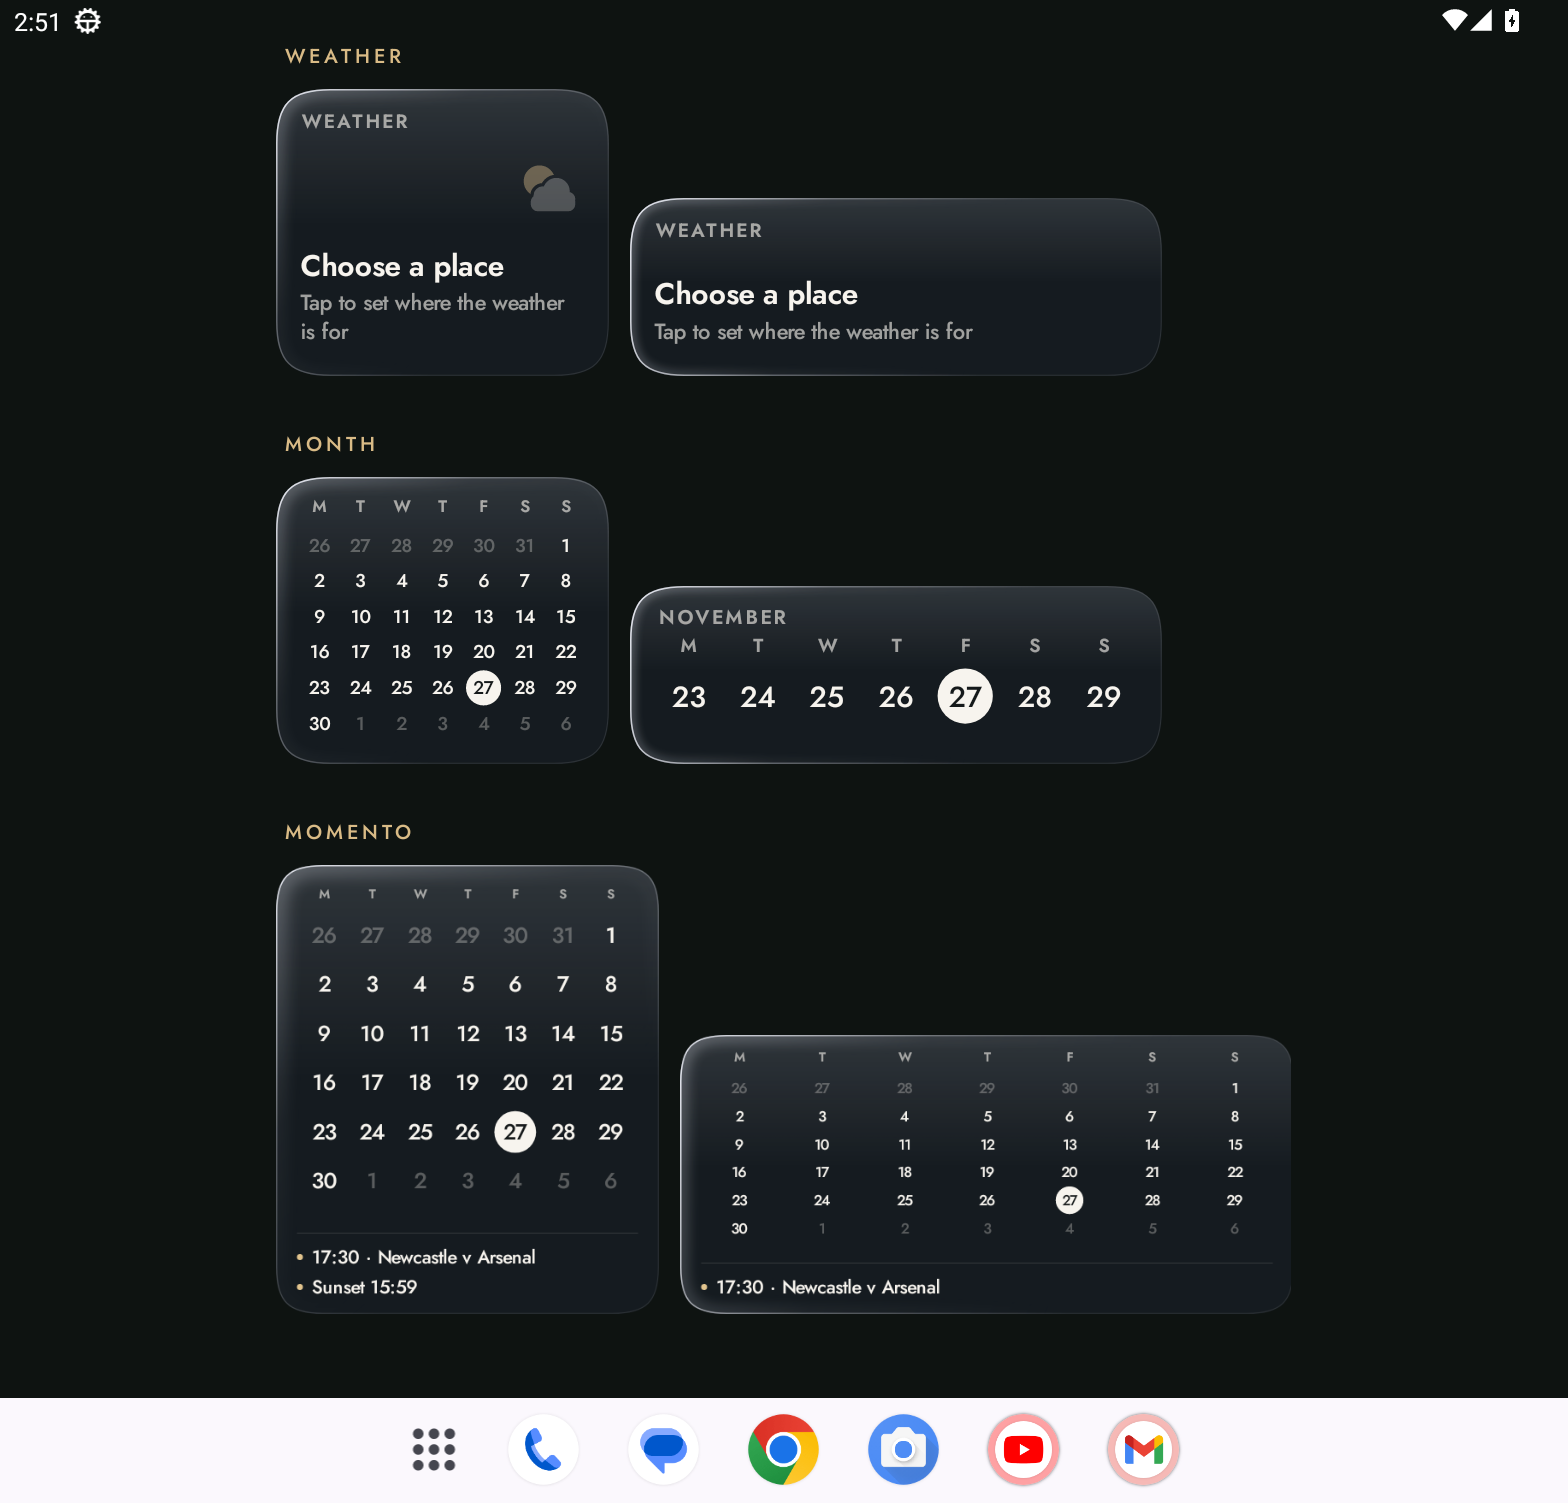 2:51
WEATHER
WEATHER
Choose a place
Tap to set where the weather
is for
WEATHER
Choose a place
Tap to set where the weather is for
MONTH
M T W T F S S
26 27 28 29 30 31 1
2 3 4 5 6 7 8
9 10 11 12 13 14 15
16 17 18 19 20 21 22
23 24 25 26 27 28 29
30 1 2 3 4 5 6
NOVEMBER
M T W T F S S
23 24 25 26 27 28 29
MOMENTO
M T W T F S S
26 27 28 29 30 31 1
2 3 4 5 6 7 8
9 10 11 12 13 14 15
16 17 18 19 20 21 22
23 24 25 26 27 28 29
30 1 2 3 4 5 6
• 17:30 · Newcastle v Arsenal
• Sunset 15:59
M T W T F S S
26 27 28 29 30 31 1
2 3 4 5 6 7 8
9 10 11 12 13 14 15
16 17 18 19 20 21 22
23 24 25 26 27 28 29
30 1 2 3 4 5 6
• 17:30 · Newcastle v Arsenal